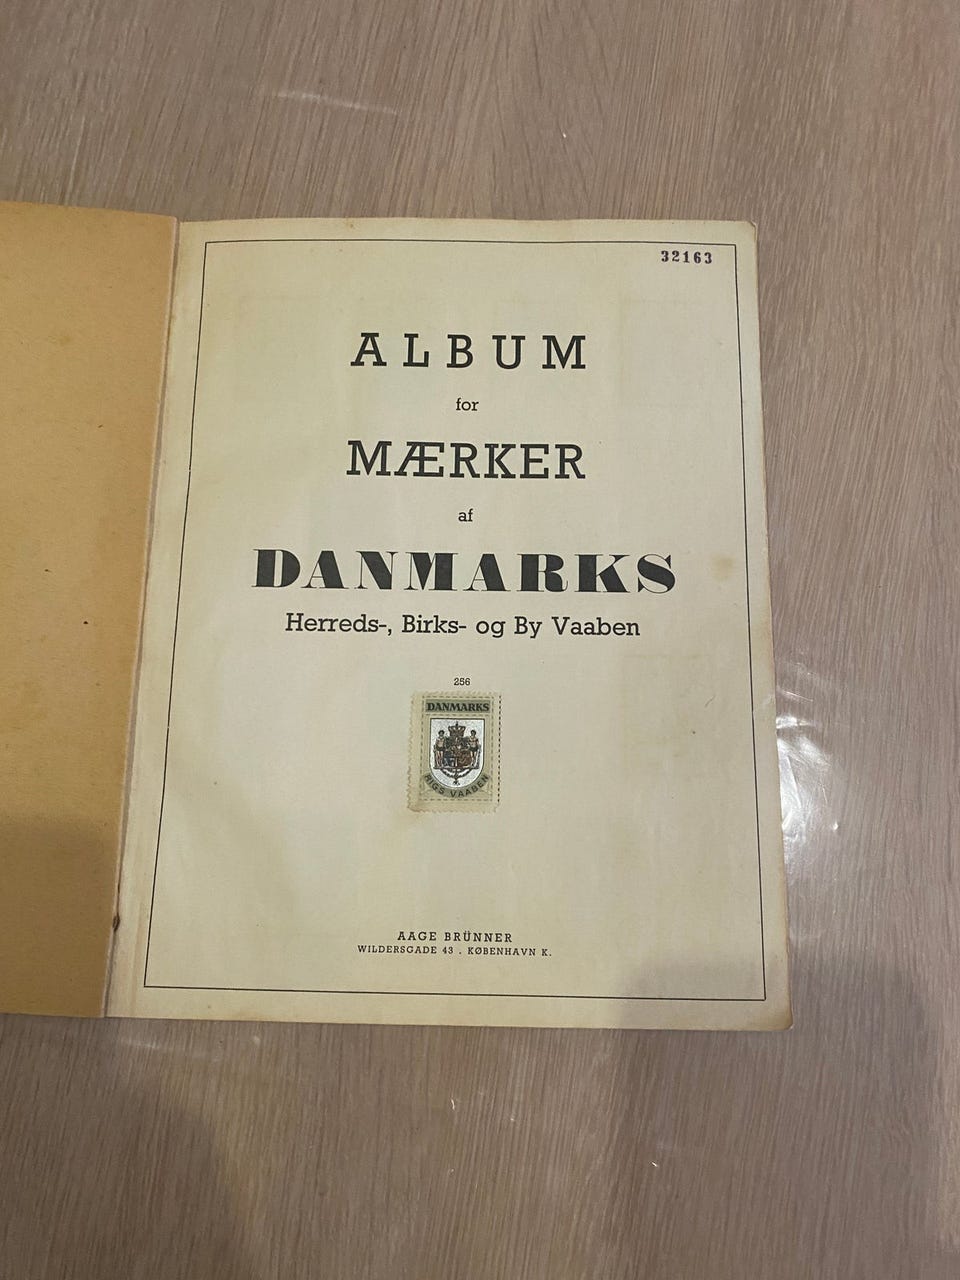 32163
ALBUM
for
MÆRKER
af
DANMARKS
Herreds-, Birks- og By Vaaben
256
DANMARKS
RIGS VAABEN
AAGE BRÜNNER
WILDERSGADE 43 . KØBENHAVN K.